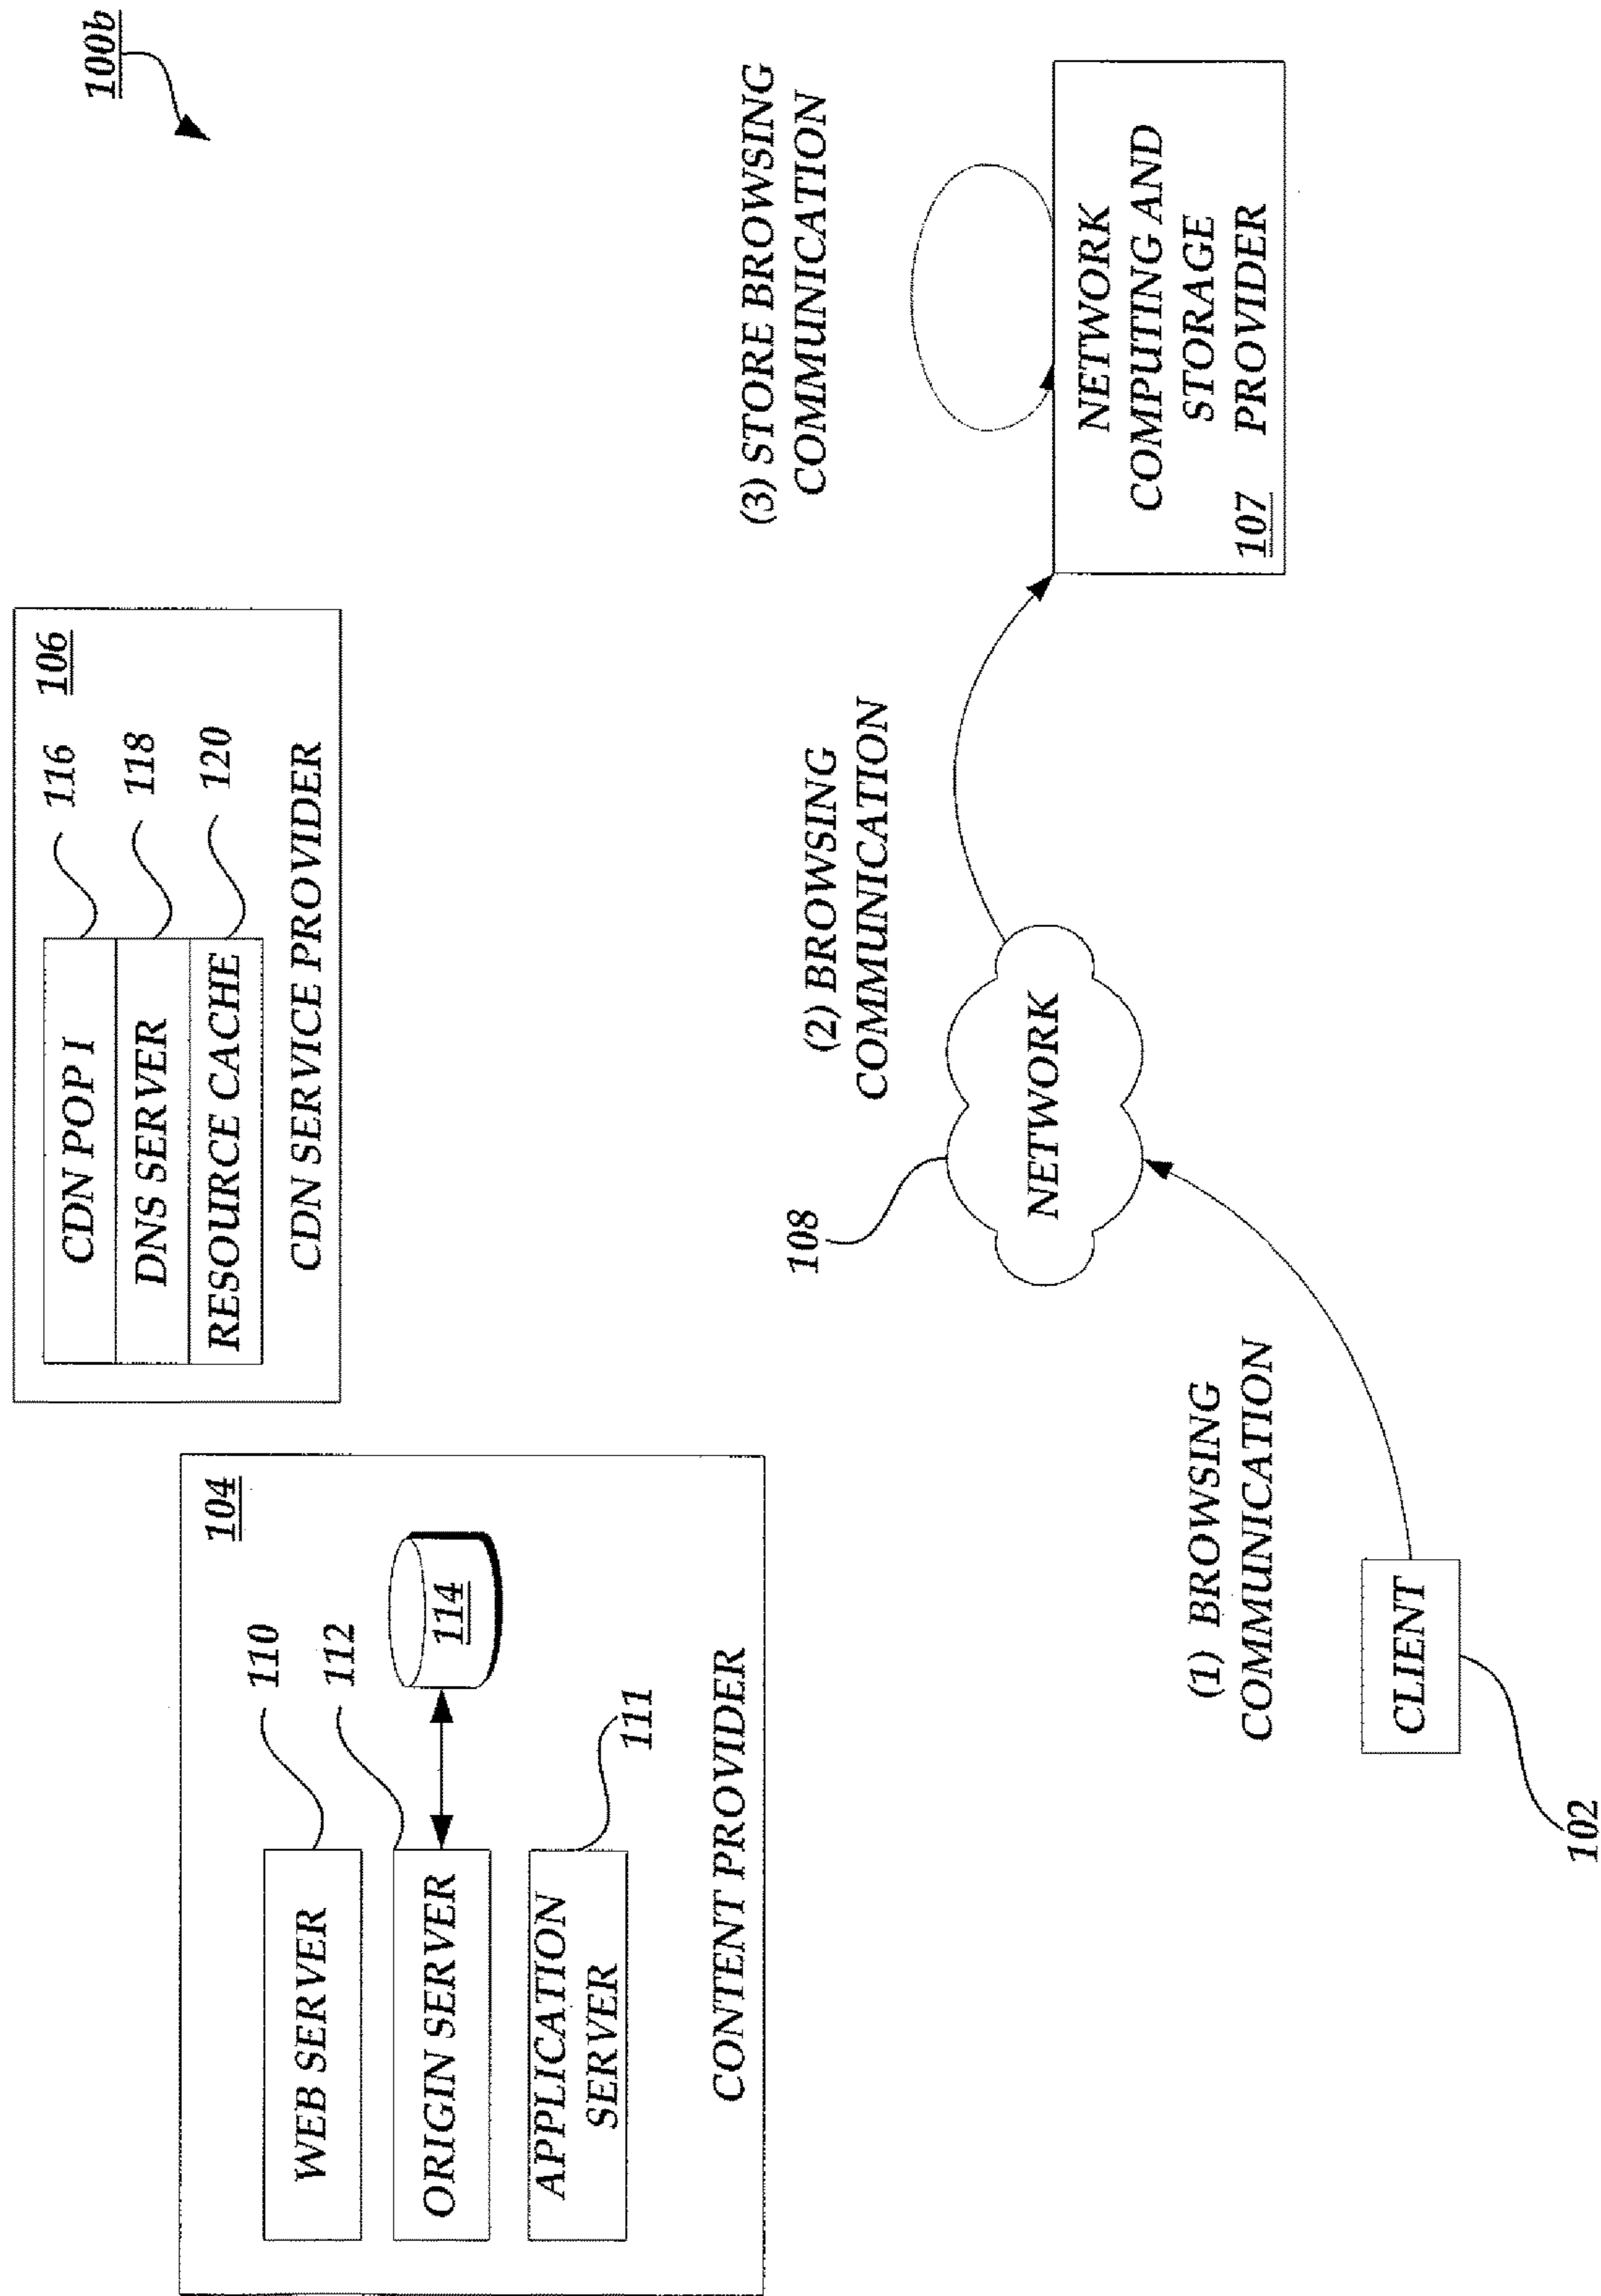 100b
104
WEB SERVER
110
ORIGIN SERVER
112
114
APPLICATION
SERVER
111
CONTENT PROVIDER
106
CDN POP I
116
DNS SERVER
118
RESOURCE CACHE
120
CDN SERVICE PROVIDER
(1) BROWSING
COMMUNICATION
CLIENT
102
108
NETWORK
(2) BROWSING
COMMUNICATION
(3) STORE BROWSING
COMMUNICATION
NETWORK
COMPUTING AND
STORAGE
107 PROVIDER